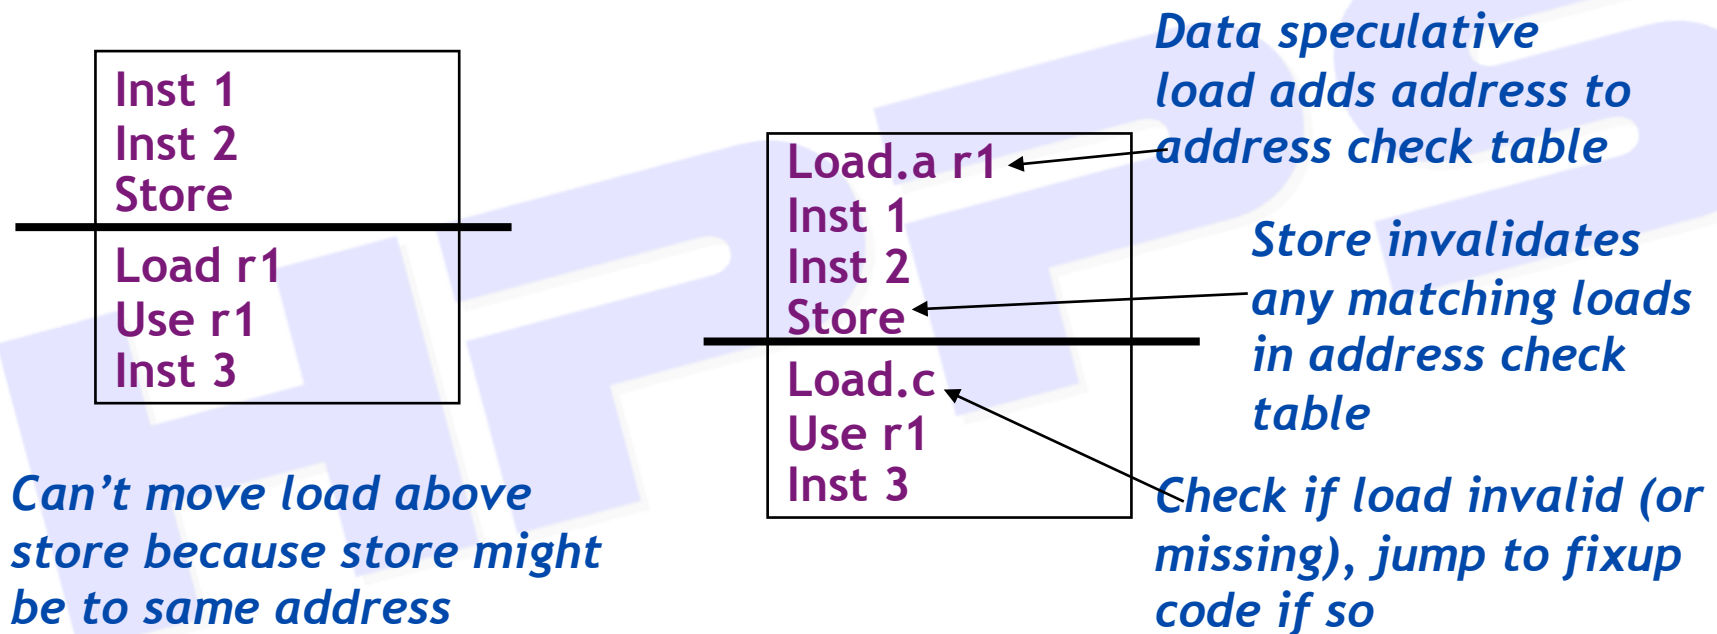 Inst 1
Inst 2
Store
Load r1
Use r1
Inst 3
Can’t move load above
store because store might
be to same address
Load.a r1
Inst 1
Inst 2
Store
Load.c
Use r1
Inst 3
Data speculative
load adds address to
address check table
Store invalidates
any matching loads
in address check
table
Check if load invalid (or
missing), jump to fixup
code if so
HPPS